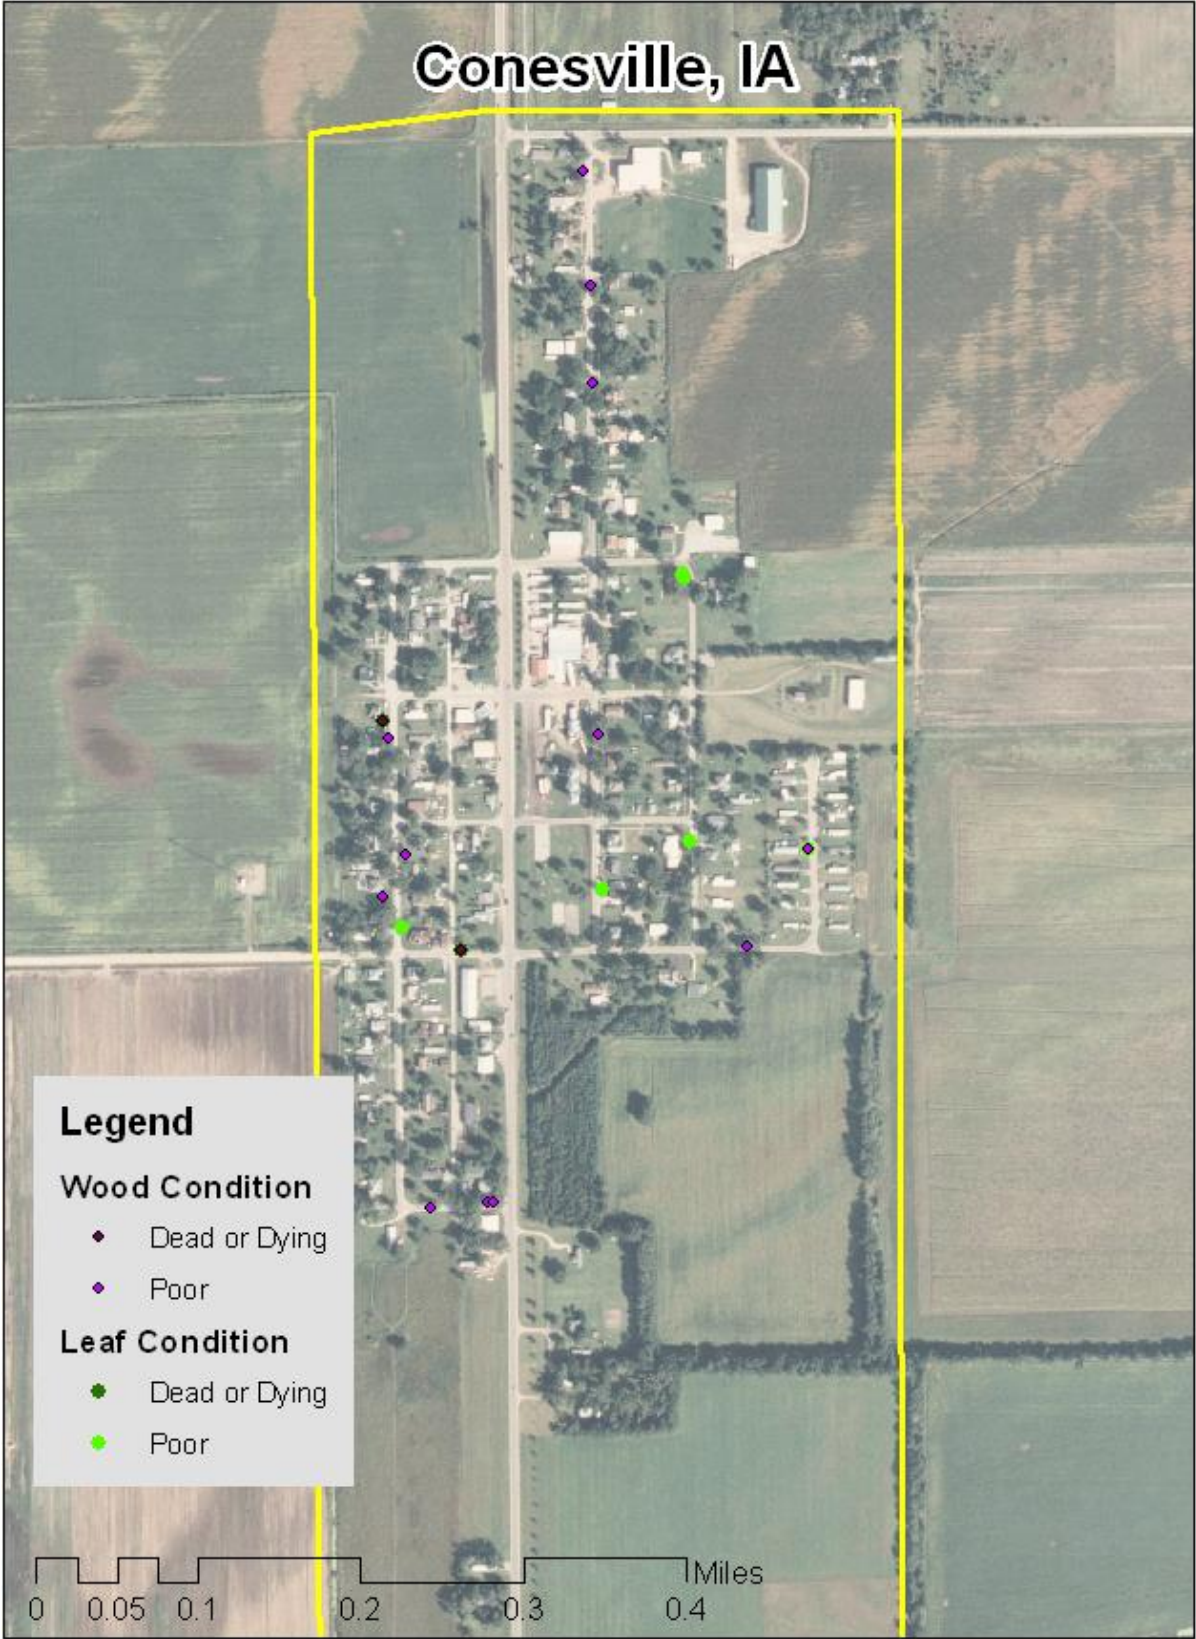 Conesville, IA
Legend
Wood Condition
Dead or Dying
Poor
Leaf Condition
Dead or Dying
Poor
Miles
0 0.05 0.1 0.2 0.3 0.4